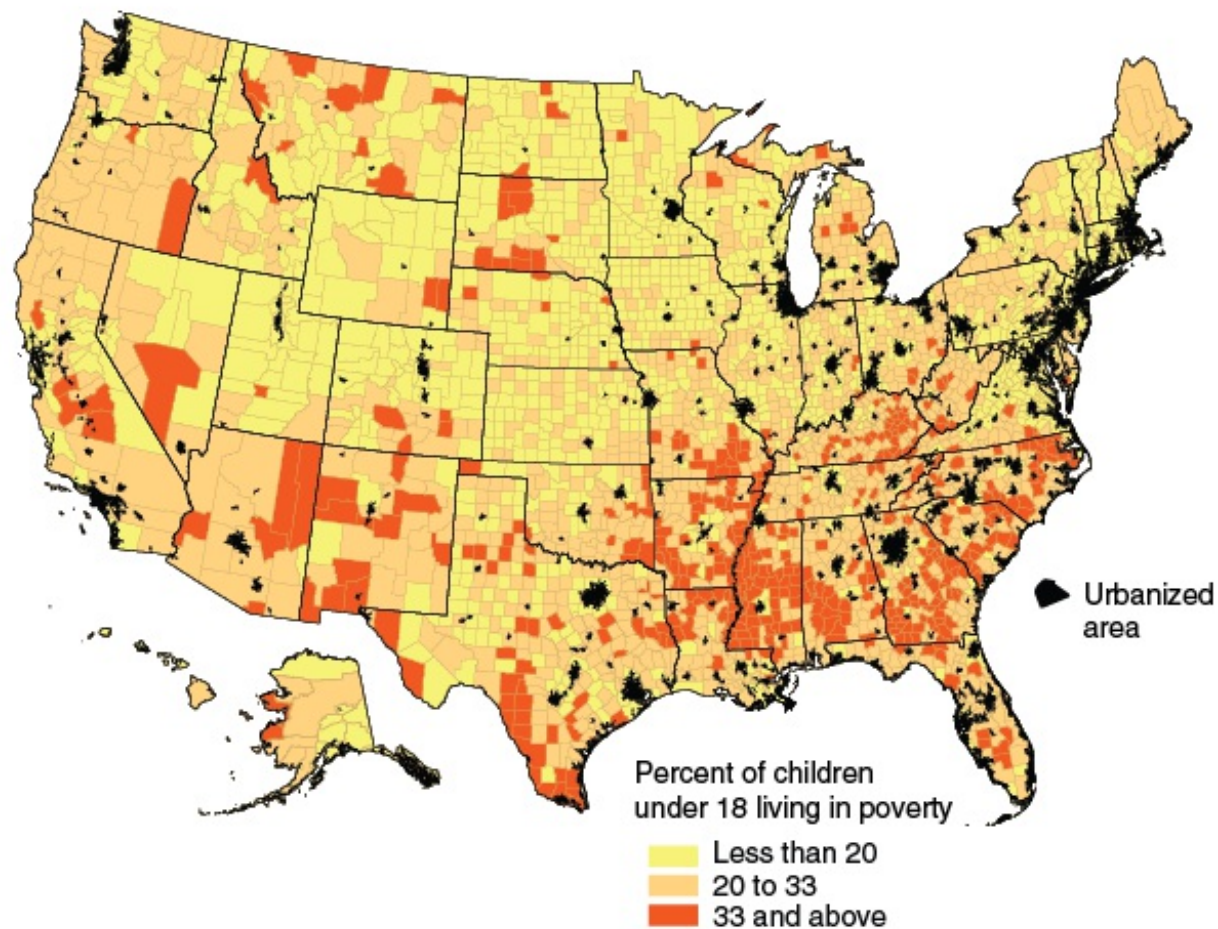 Urbanized
area
Percent of children
under 18 living in poverty
Less than 20
20 to 33
33 and above